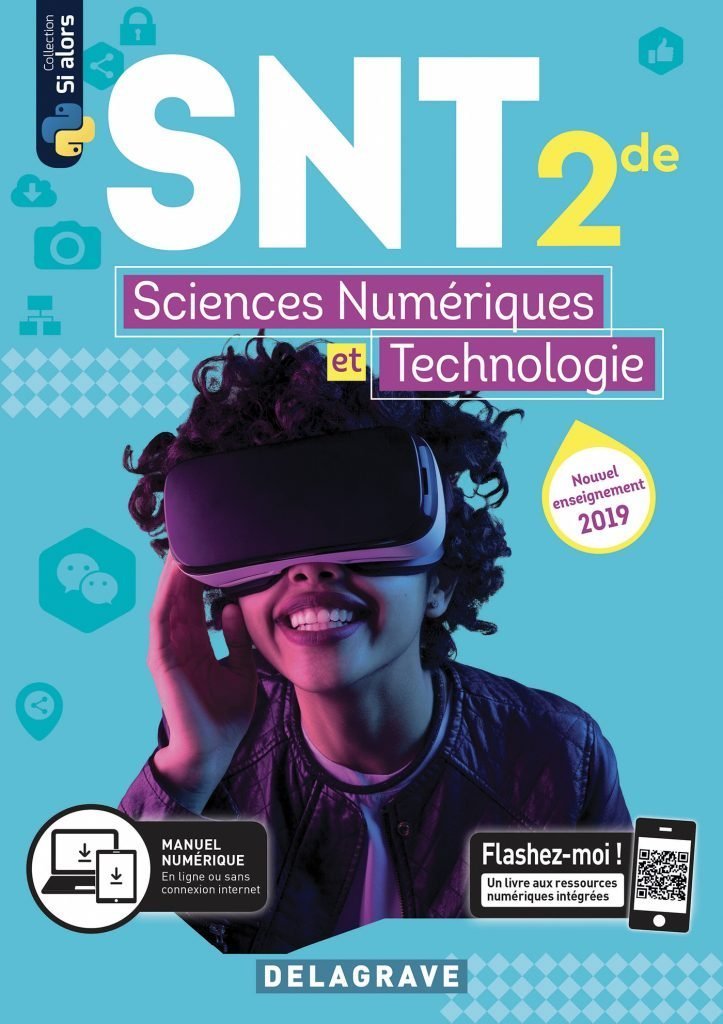 Collection
Si alors
SNT 2de
Sciences Numériques
et Technologie
Nouvel
enseignement
2019
MANUEL
NUMÉRIQUE
En ligne ou sans
connexion internet
Flashez-moi !
Un livre aux ressources
numériques intégrées
DELAGRAVE